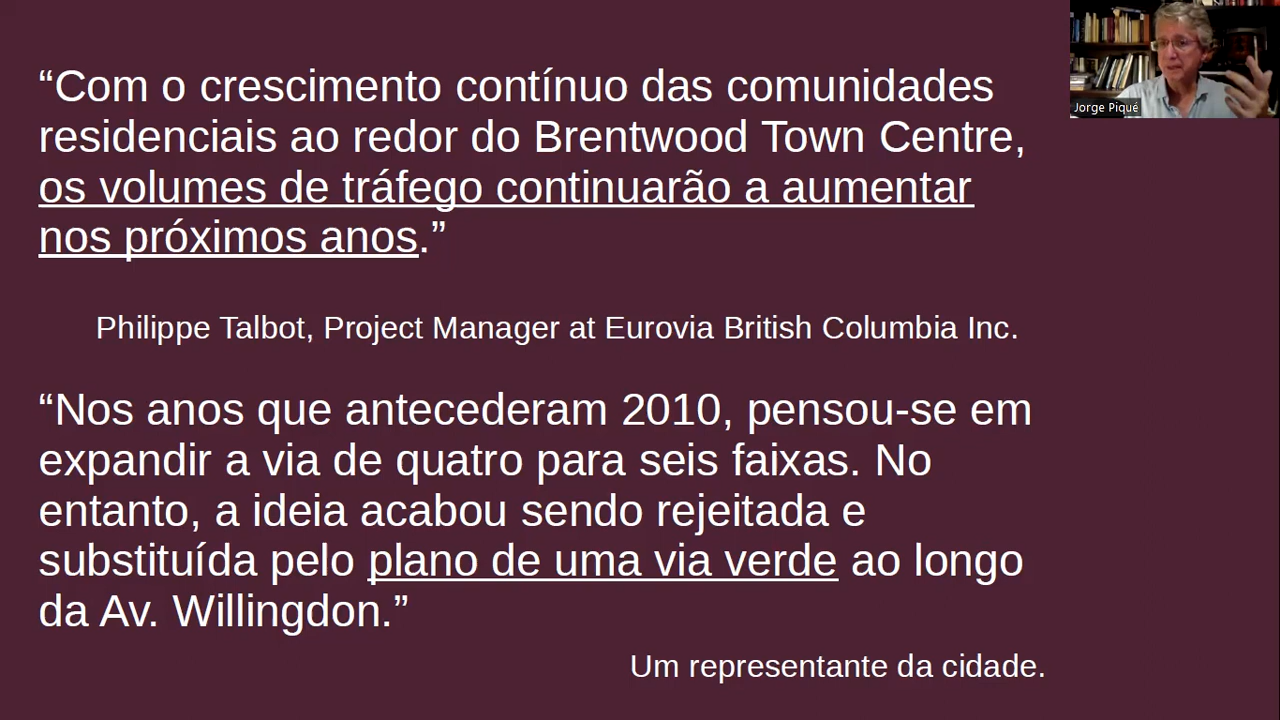 “Com o crescimento contínuo das comunidades
residenciais ao redor do Brentwood Town Centre,
os volumes de tráfego continuarão a aumentar
nos próximos anos.”
Philippe Talbot, Project Manager at Eurovia British Columbia Inc.
“Nos anos que antecederam 2010, pensou-se em
expandir a via de quatro para seis faixas. No
entanto, a ideia acabou sendo rejeitada e
substituída pelo plano de uma via verde ao longo
da Av. Willingdon.”
Um representante da cidade.
Jorge Piqué